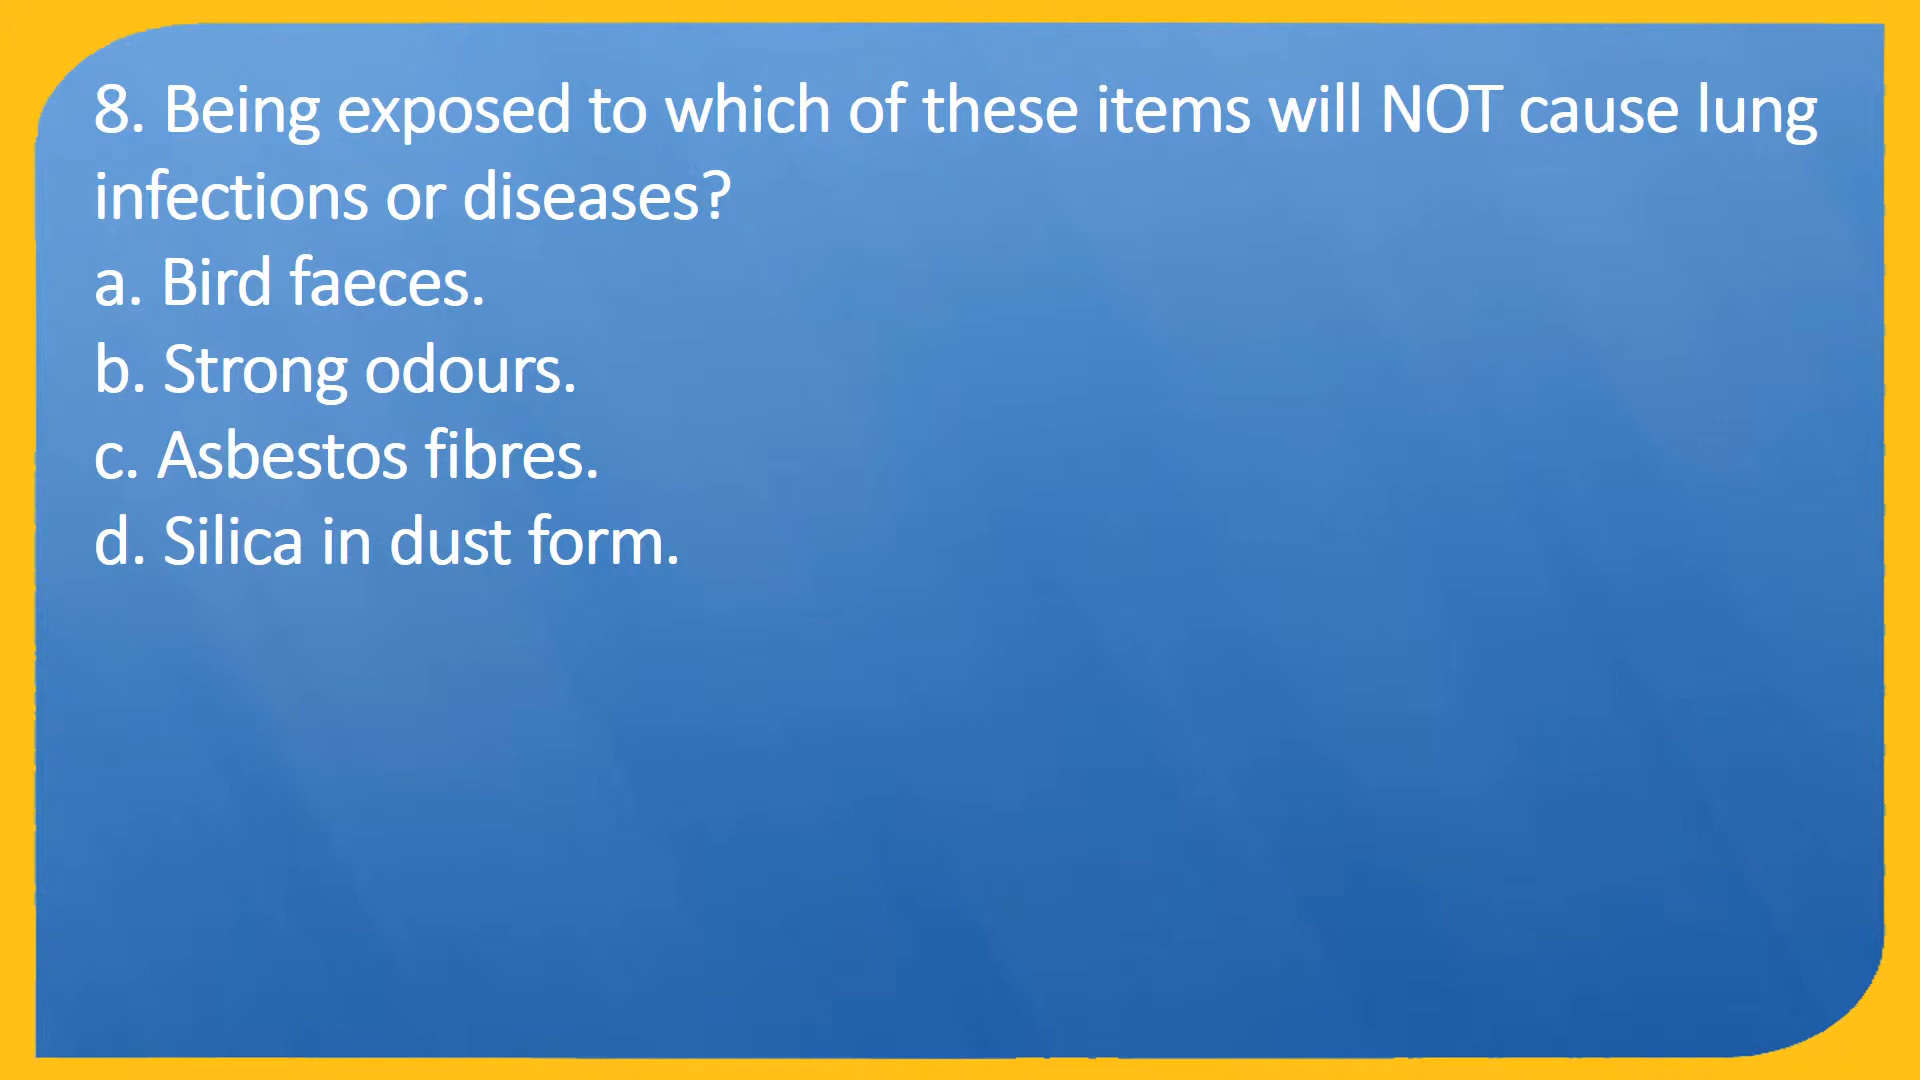 8. Being exposed to which of these items will NOT cause lung
infections or diseases?
a. Bird faeces.
b. Strong odours.
c. Asbestos fibres.
d. Silica in dust form.